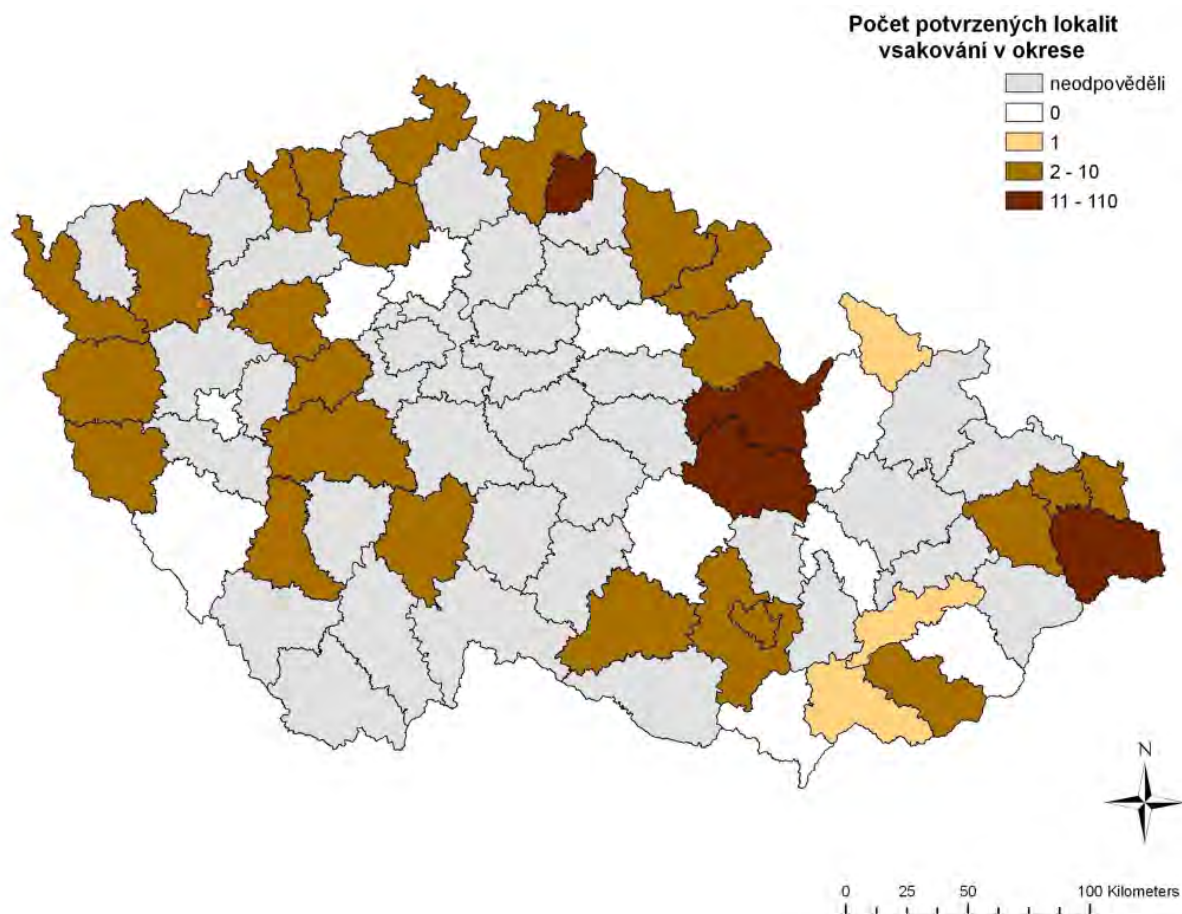 Počet potvrzených lokalit
vsakování v okrese
neodpověděli
0
1
2 - 10
11 - 110
N
0 25 50 100 Kilometers